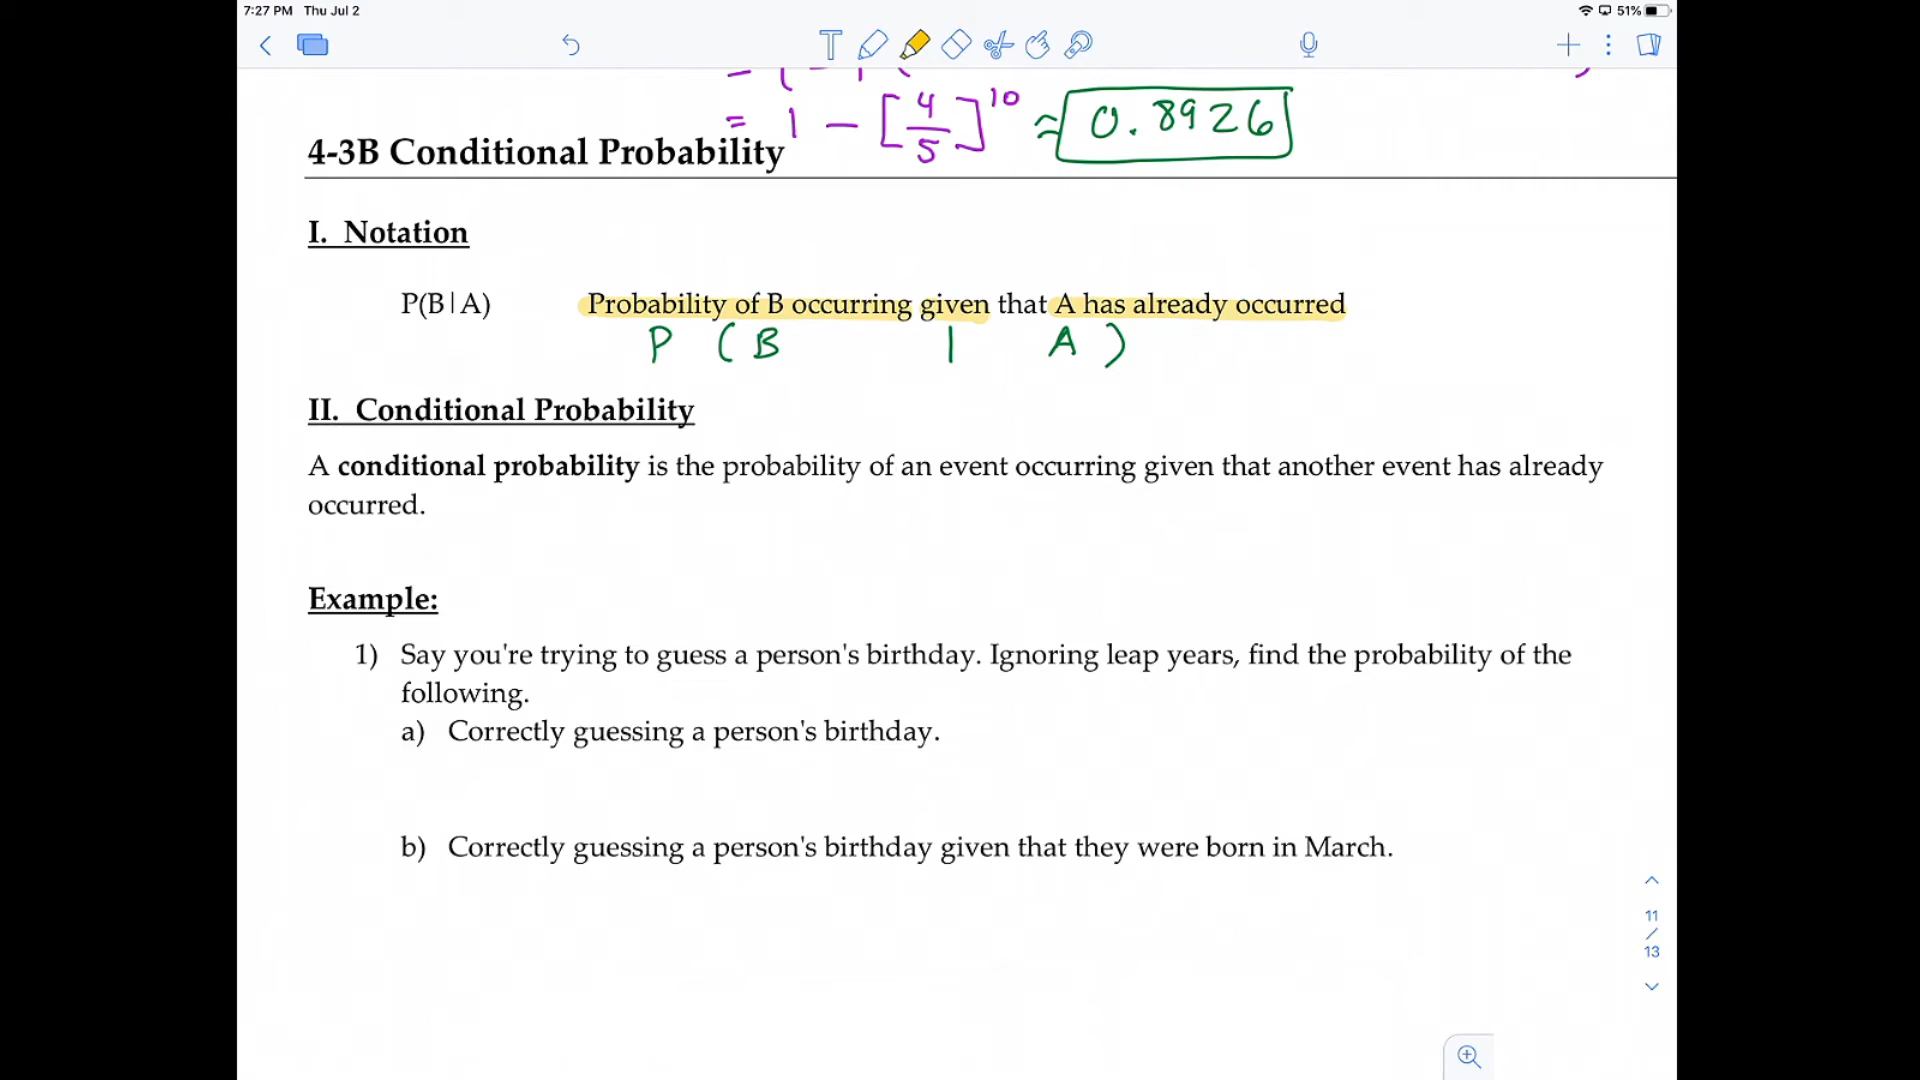 7:27 PM Thu Jul 2
51%
= 1 - [4/5]^10 ≈ 0.8926
4-3B Conditional Probability
I. Notation
P(B|A) Probability of B occurring given that A has already occurred
P ( B | A )
II. Conditional Probability
A conditional probability is the probability of an event occurring given that another event has already
occurred.
Example:
1) Say you're trying to guess a person's birthday. Ignoring leap years, find the probability of the
following.
a) Correctly guessing a person's birthday.
b) Correctly guessing a person's birthday given that they were born in March.
11
/
13